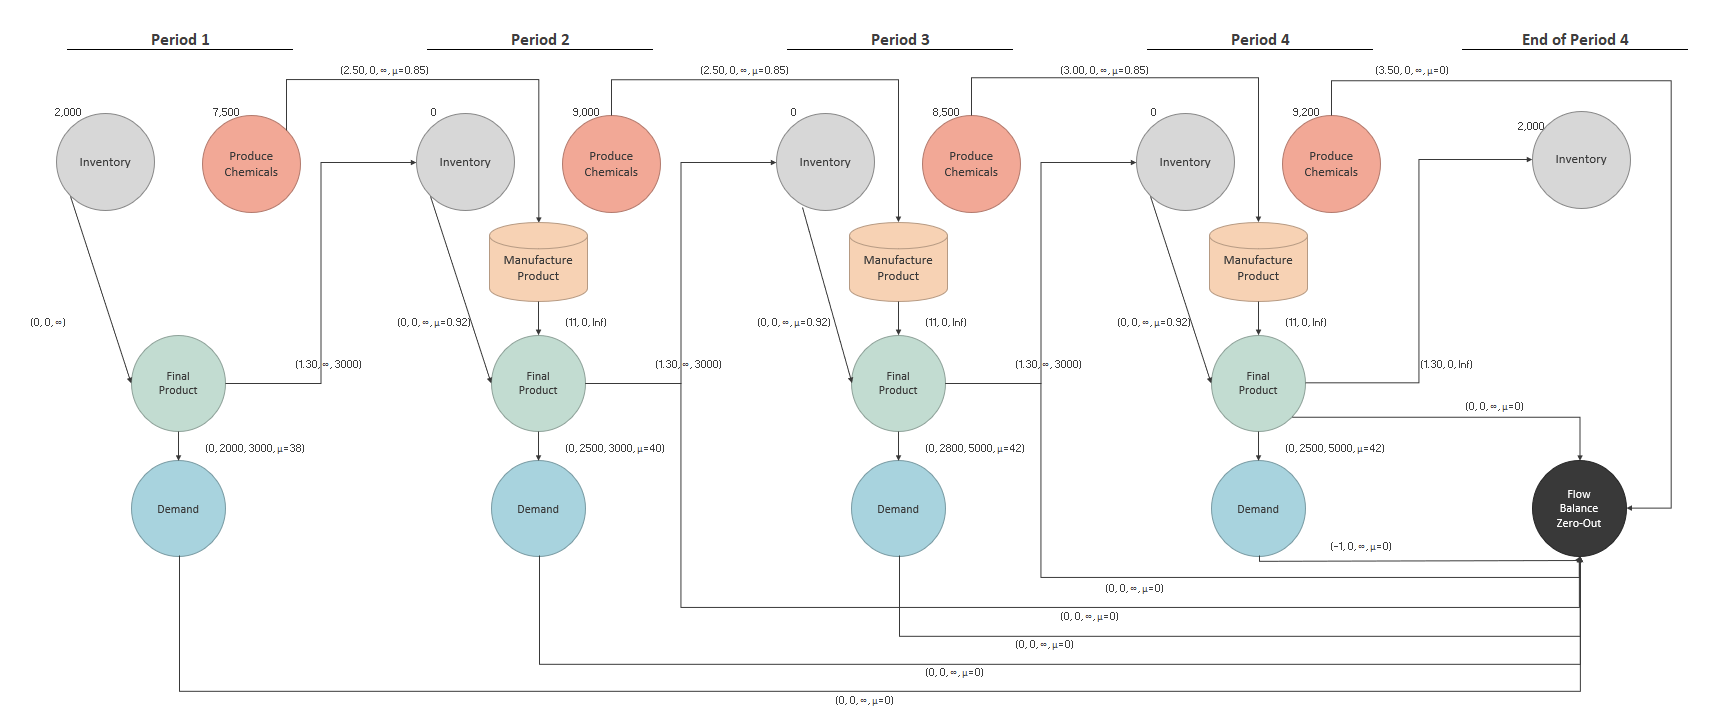 Period 1
Period 2
Period 3
Period 4
End of Period 4
(2.50, 0, ∞, μ=0.85)
(2.50, 0, ∞, μ=0.85)
(3.00, 0, ∞, μ=0.85)
(3.50, 0, ∞, μ=0)
2,000
7,500
0
9,000
0
8,500
0
9,200
2,000
Inventory
Produce
Chemicals
Inventory
Produce
Chemicals
Inventory
Produce
Chemicals
Inventory
Produce
Chemicals
Inventory
Manufacture
Product
Manufacture
Product
Manufacture
Product
(0, 0, ∞)
(0, 0, ∞, μ=0.92)
(11, 0, Inf)
(0, 0, ∞, μ=0.92)
(11, 0, Inf)
(0, 0, ∞, μ=0.92)
(11, 0, Inf)
(1.30, ∞, 3000)
(1.30, ∞, 3000)
(1.30, ∞, 3000)
(1.30, 0, Inf)
Final
Product
Final
Product
Final
Product
Final
Product
(0, 0, ∞, μ=0)
(0, 2000, 3000, μ=38)
(0, 2500, 3000, μ=40)
(0, 2800, 5000, μ=42)
(0, 2500, 5000, μ=42)
Demand
Demand
Demand
Demand
Flow
Balance
Zero-Out
(-1, 0, ∞, μ=0)
(0, 0, ∞, μ=0)
(0, 0, ∞, μ=0)
(0, 0, ∞, μ=0)
(0, 0, ∞, μ=0)
(0, 0, ∞, μ=0)